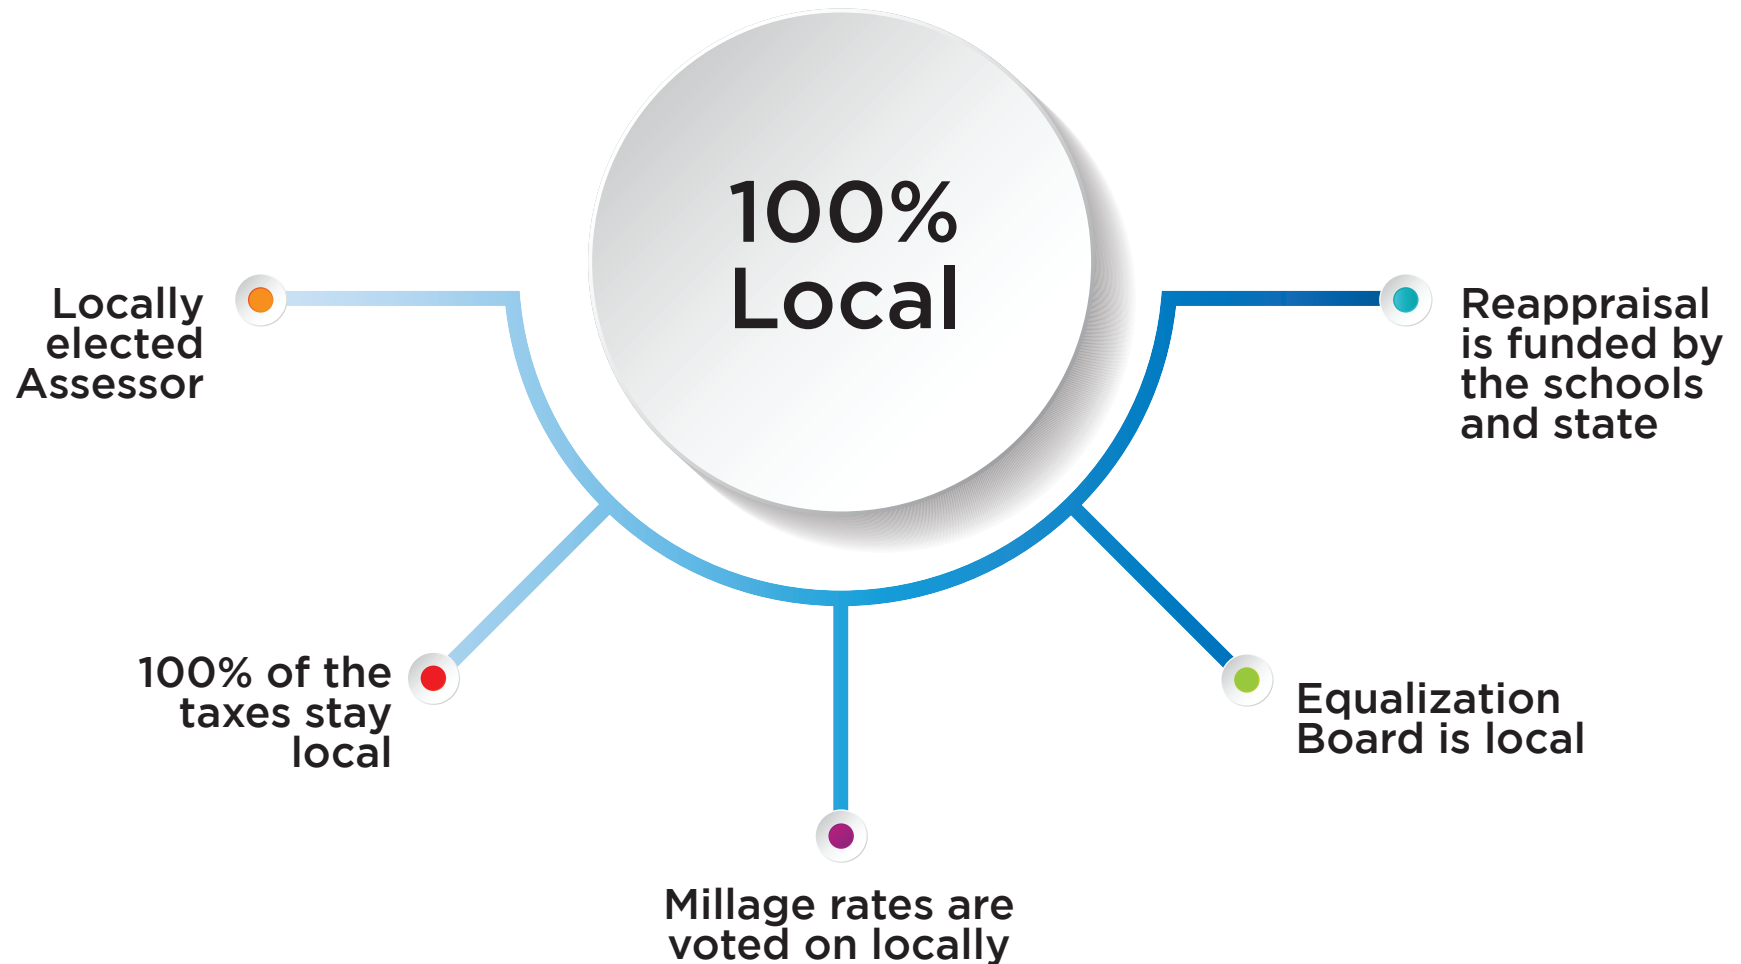 100%
Local
Locally
elected
Assessor
100% of the
taxes stay
local
Millage rates are
voted on locally
Equalization
Board is local
Reappraisal
is funded by
the schools
and state